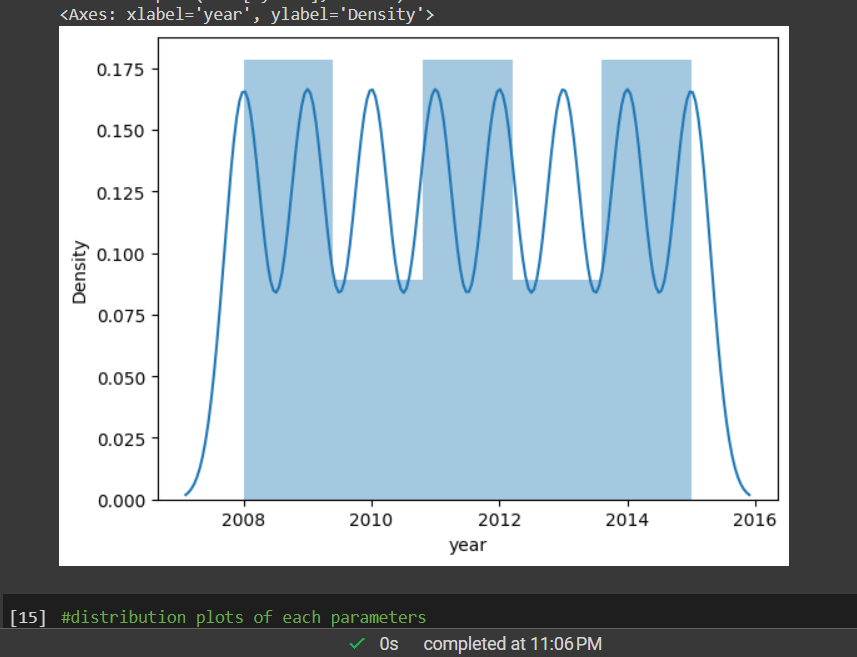 <Axes: xlabel='year', ylabel='Density'>
0.175
0.150
0.125
0.100
0.075
0.050
0.025
0.000
Density
2008 2010 2012 2014 2016
year
[15] #distribution plots of each parameters
✓ 0s completed at 11:06 PM